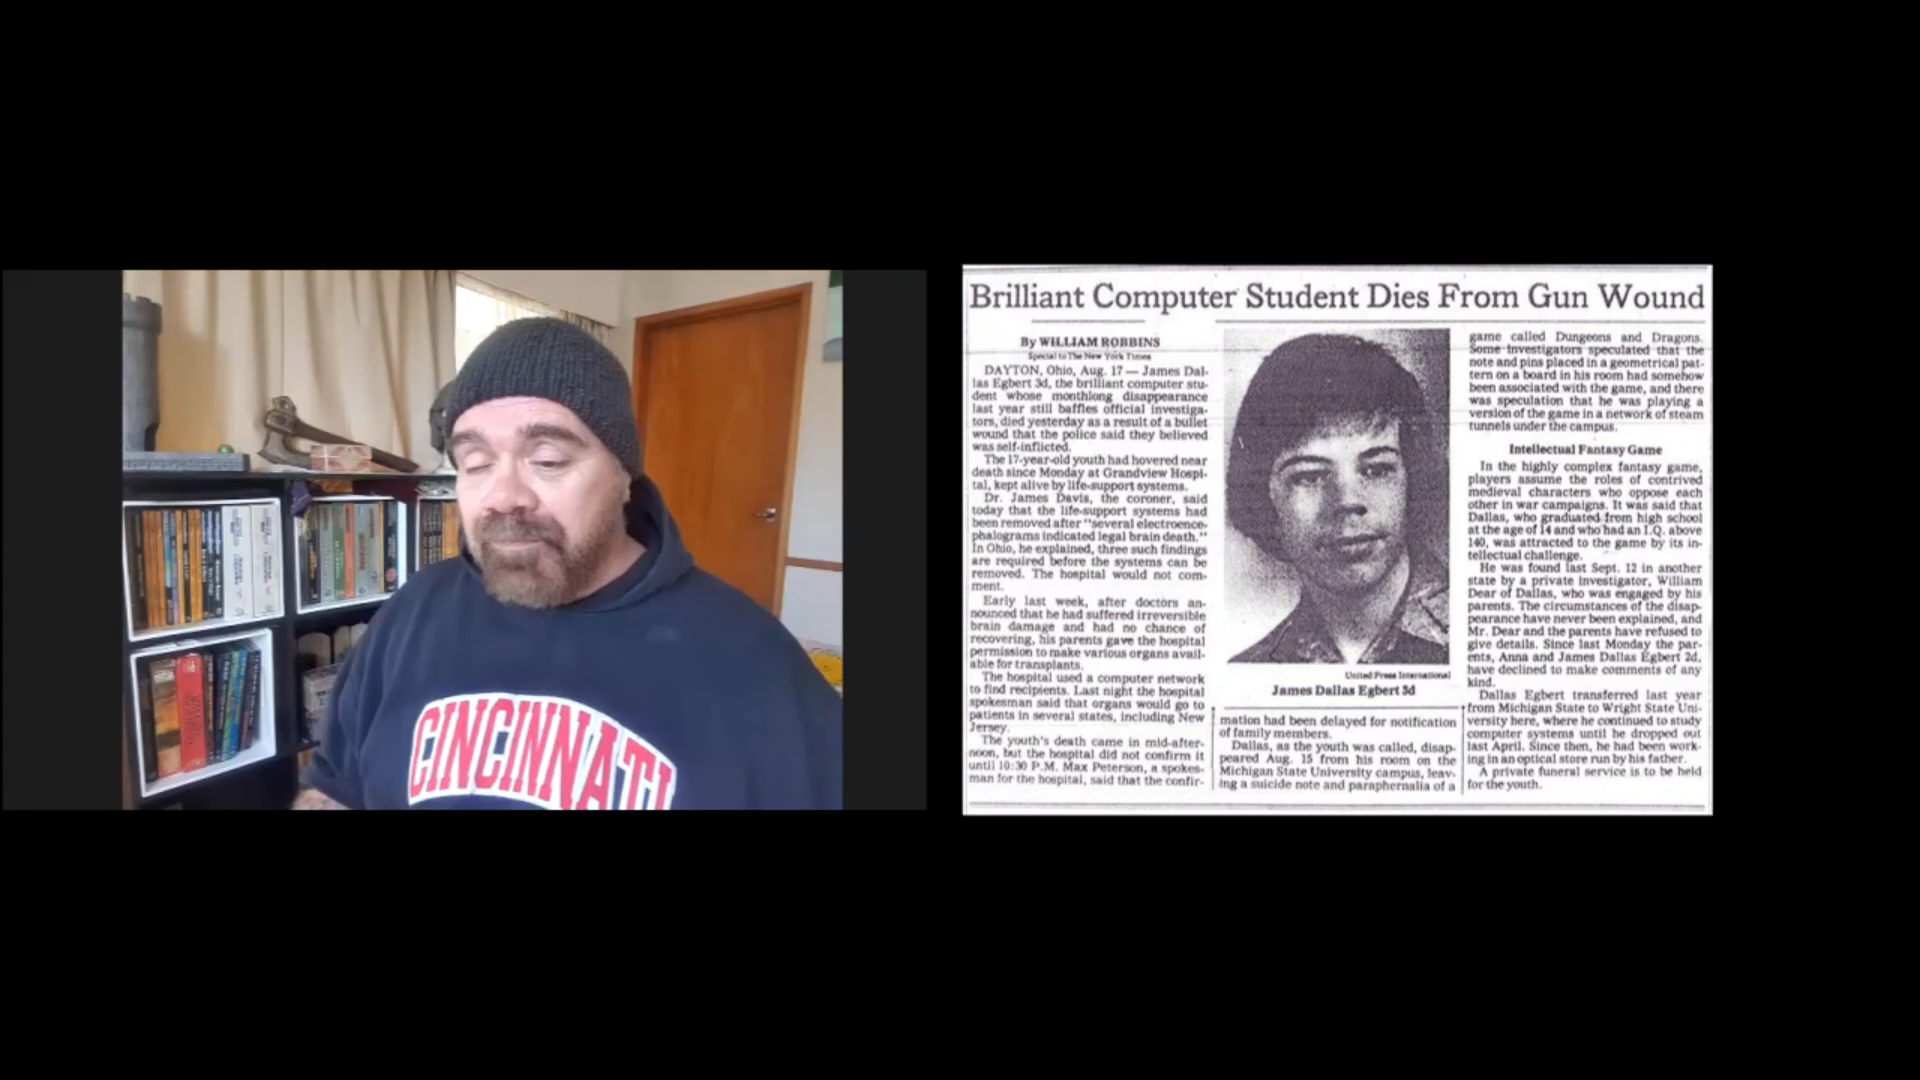 CINCINNATI
Brilliant Computer Student Dies From Gun Wound
By WILLIAM ROBBINS
Special to The New York Times
DAYTON, Ohio, Aug. 17 — James Dal-
las Egbert 3d, the brilliant computer stu-
dent whose monthlong disappearance
last year still baffles official investiga-
tors, died yesterday as a result of a bullet
wound that the police said they believed
was self-inflicted.
The 17-year-old youth had hovered near
death since Monday at Grandview Hospi-
tal, kept alive by life-support systems.
Dr. James Davis, the coroner, said
today that the life-support systems had
been removed after "several electroence-
phalograms indicated legal brain death."
In Ohio, he explained, three such findings
are required before the systems can be
removed. The hospital would not com-
ment.
Early last week, after doctors an-
nounced that he had suffered irreversible
brain damage and had no chance of
recovering, his parents gave the hospital
permission to make various organs avail-
able for transplants.
The hospital used a computer network
to find recipients. Last night the hospital
spokesman said that organs would go to
patients in several states, including New
Jersey.
The youth's death came in mid-after-
noon, but the hospital did not confirm it
until 10:30 P.M. Max Peterson, a spokes-
man for the hospital, said that the confir-
United Press International
James Dallas Egbert 3d
mation had been delayed for notification
of family members.
Dallas, as the youth was called, disap-
peared Aug. 15 from his room on the
Michigan State University campus, leav-
ing a suicide note and paraphernalia of a
game called Dungeons and Dragons.
Some investigators speculated that the
note and pins placed in a geometrical pat-
tern on a board in his room had somehow
been associated with the game, and there
was speculation that he was playing a
version of the game in a network of steam
tunnels under the campus.
Intellectual Fantasy Game
In the highly complex fantasy game,
players assume the roles of contrived
medieval characters who oppose each
other in war campaigns. It was said that
Dallas, who graduated from high school
at the age of 14 and who had an I.Q. above
140, was attracted to the game by its in-
tellectual challenge.
He was found last Sept. 12 in another
state by a private investigator, William
Dear of Dallas, who was engaged by his
parents. The circumstances of the disap-
pearance have never been explained, and
Mr. Dear and the parents have refused to
give details. Since last Monday the par-
ents, Anna and James Dallas Egbert 2d,
have declined to make comments of any
kind.
Dallas Egbert transferred last year
from Michigan State to Wright State Uni-
versity here, where he continued to study
computer systems until he dropped out
last April. Since then, he had been work-
ing in an optical store run by his father.
A private funeral service is to be held
for the youth.